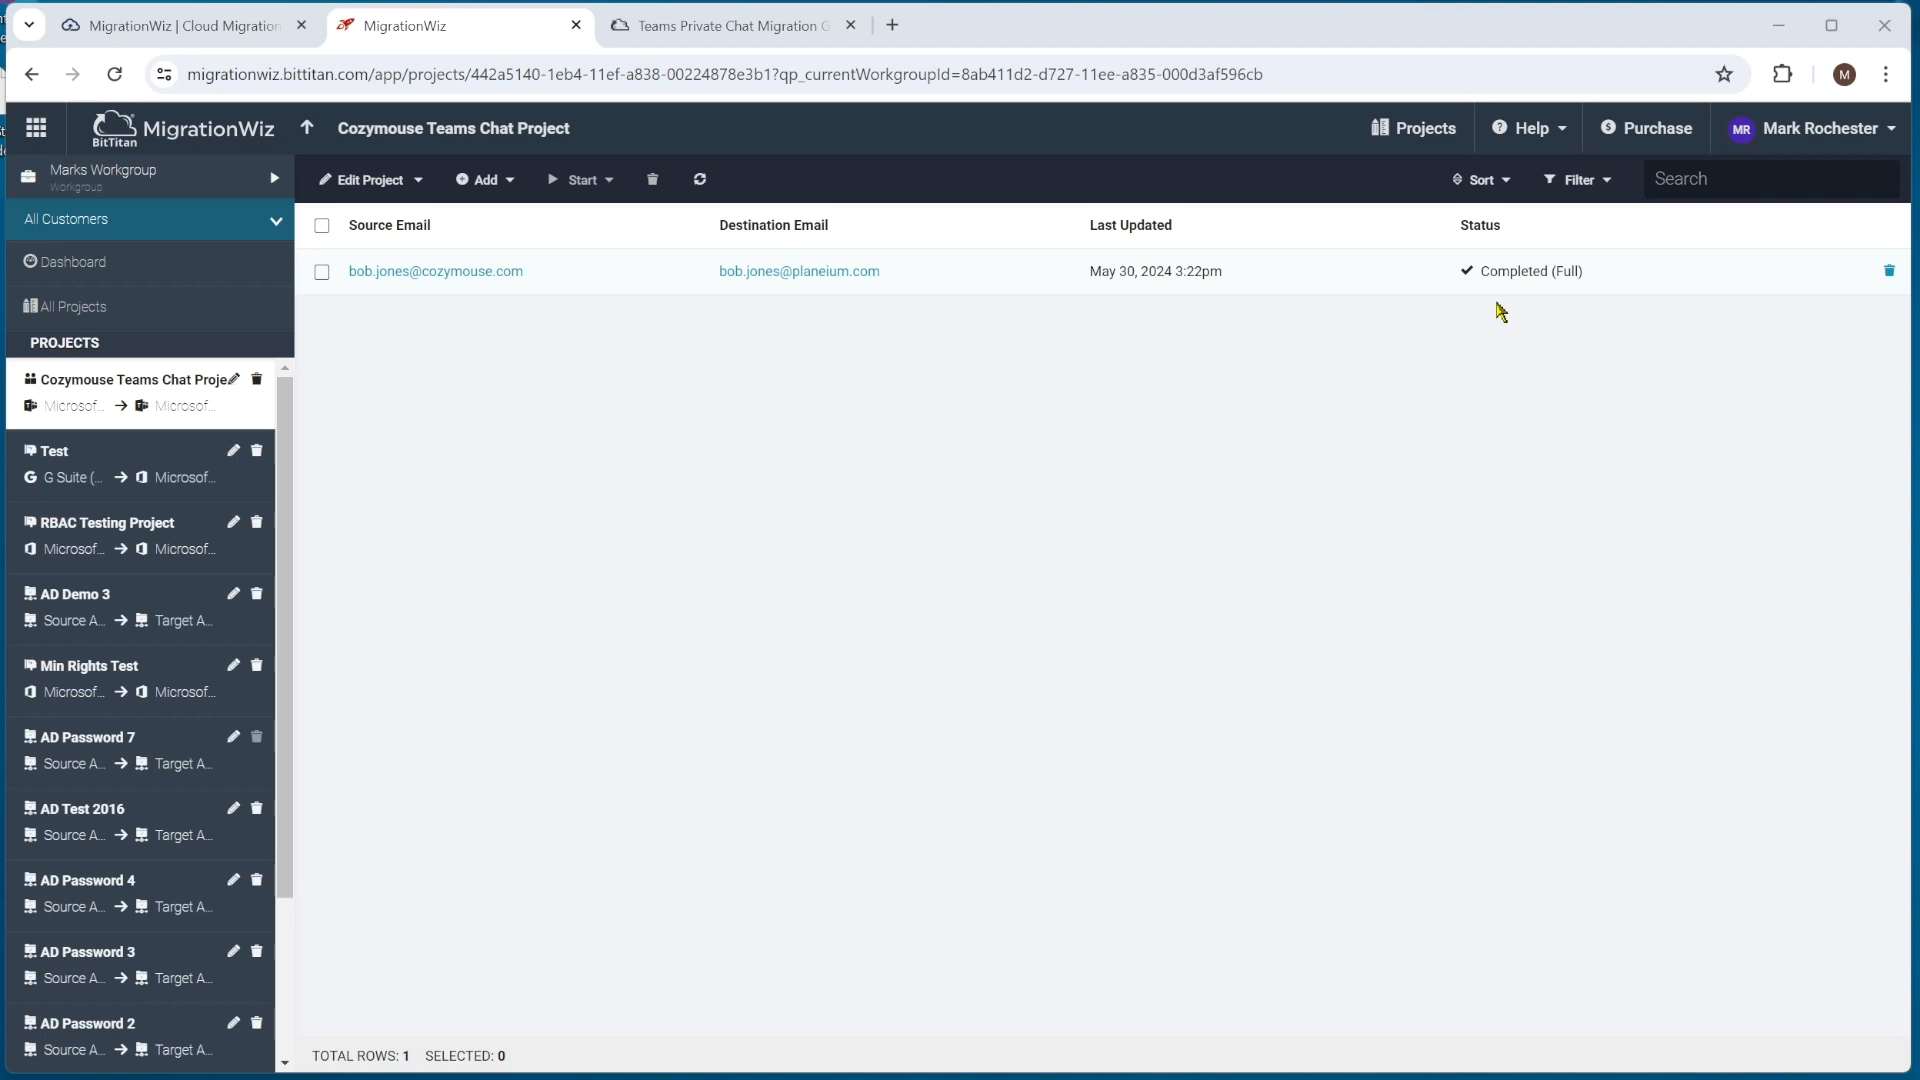 MigrationWiz | Cloud Migration
MigrationWiz
Teams Private Chat Migration G
migrationwiz.bittitan.com/app/projects/442a5140-1eb4-11ef-a838-00224878e3b1?qp_currentWorkgroupId=8ab411d2-d727-11ee-a835-000d3af596cb
M
BitTitan
MigrationWiz
Cozymouse Teams Chat Project
Projects
Help
Purchase
MR
Mark Rochester
Marks Workgroup
Workgroup
Edit Project
Add
Start
Sort
Filter
Search
All Customers
Dashboard
All Projects
PROJECTS
Source Email
Destination Email
Last Updated
Status
bob.jones@cozymouse.com
bob.jones@planeium.com
May 30, 2024 3:22pm
Completed (Full)
Cozymouse Teams Chat Proje
Microsof...
Microsof...
Test
G Suite (...
Microsof...
RBAC Testing Project
Microsof...
Microsof...
AD Demo 3
Source A...
Target A...
Min Rights Test
Microsof...
Microsof...
AD Password 7
Source A...
Target A...
AD Test 2016
Source A...
Target A...
AD Password 4
Source A...
Target A...
AD Password 3
Source A...
Target A...
AD Password 2
Source A...
Target A...
TOTAL ROWS: 1 SELECTED: 0